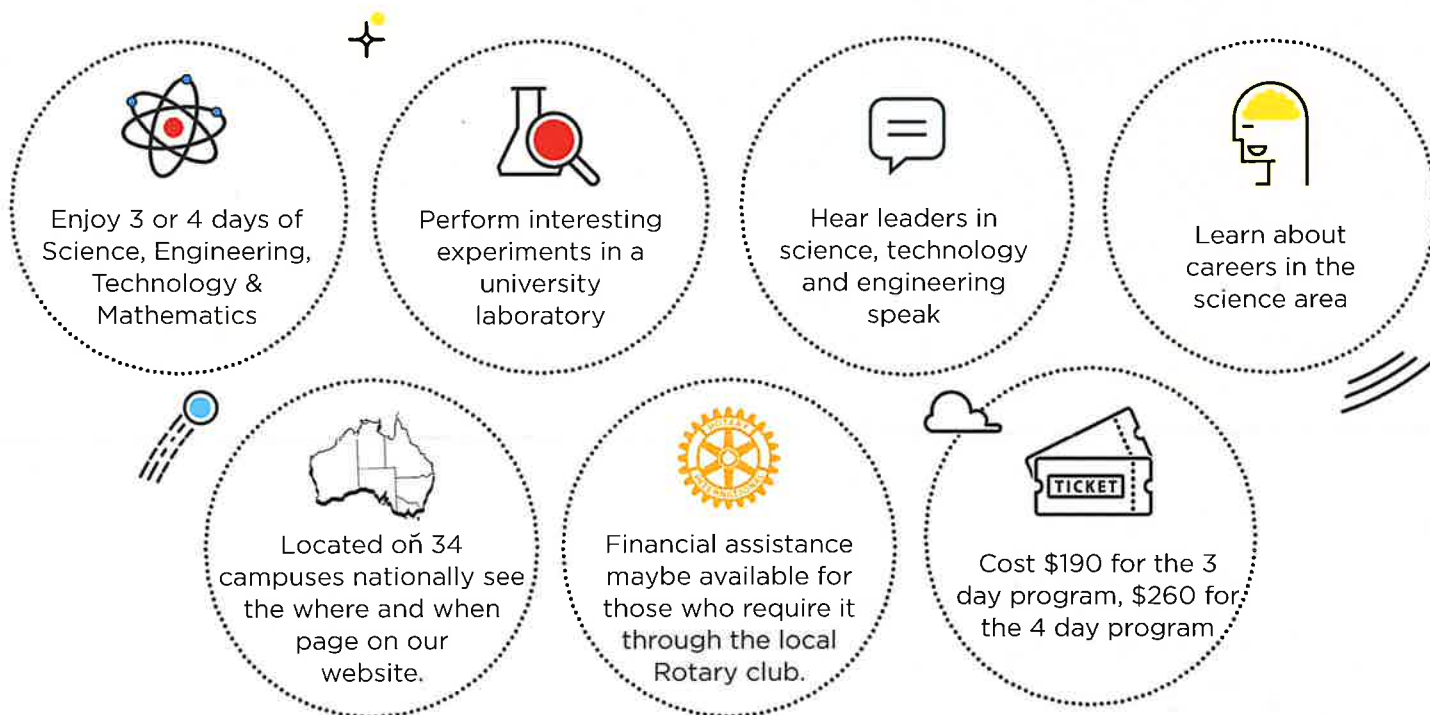 Enjoy 3 or 4 days of
Science, Engineering,
Technology &
Mathematics
Perform interesting
experiments in a
university
laboratory
Hear leaders in
science, technology
and engineering
speak
Learn about
careers in the
science area
Located on 34
campuses nationally see
the where and when
page on our
website.
ROTARY
INTERNATIONAL
Financial assistance
maybe available for
those who require it
through the local
Rotary club.
TICKET
Cost $190 for the 3
day program, $260 for
the 4 day program